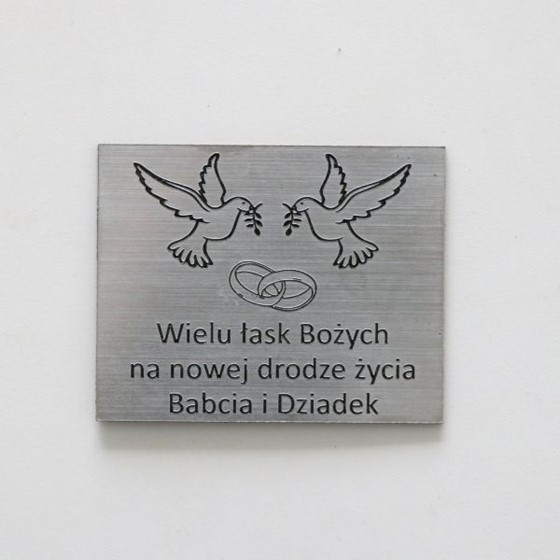 Wielu łask Bożych
na nowej drodze życia
Babcia i Dziadek